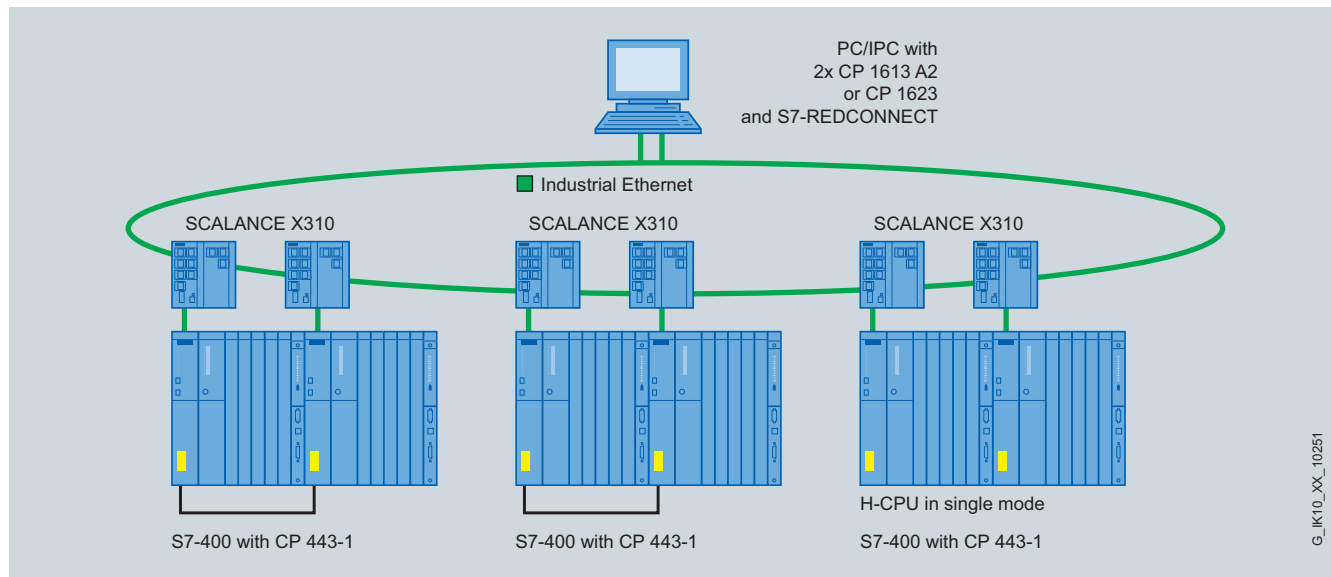 PC/IPC with
2x CP 1613 A2
or CP 1623
and S7-REDCONNECT
Industrial Ethernet
SCALANCE X310
SCALANCE X310
SCALANCE X310
H-CPU in single mode
S7-400 with CP 443-1
S7-400 with CP 443-1
S7-400 with CP 443-1
G_IK10_XX_10251